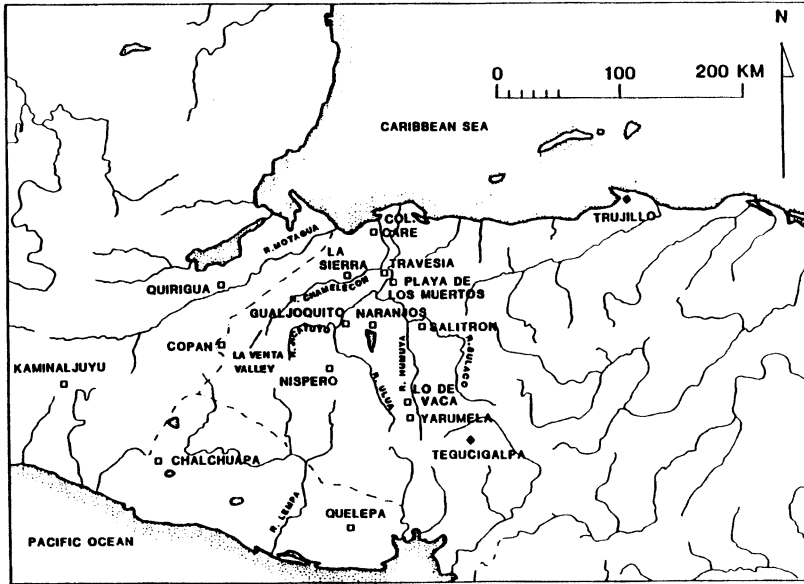 N
0 100 200 KM
CARIBBEAN SEA
TRUJILLO
COL.
CARE
R. MOTAGUA
LA
SIERRA
TRAVESIA
QUIRIGUA
R. CHAMELECON
PLAYA DE
LOS MUERTOS
GUALJOQUITO
NARANJOS
SALITRON
COPAN
LA VENTA
VALLEY
R. JICATUYO
R. HUMUYA
R. SULACO
KAMINALJUYU
NISPERO
R. ULUA
LO DE
VACA
YARUMELA
TEGUCIGALPA
CHALCHUAPA
R. LEMPA
QUELEPA
PACIFIC OCEAN